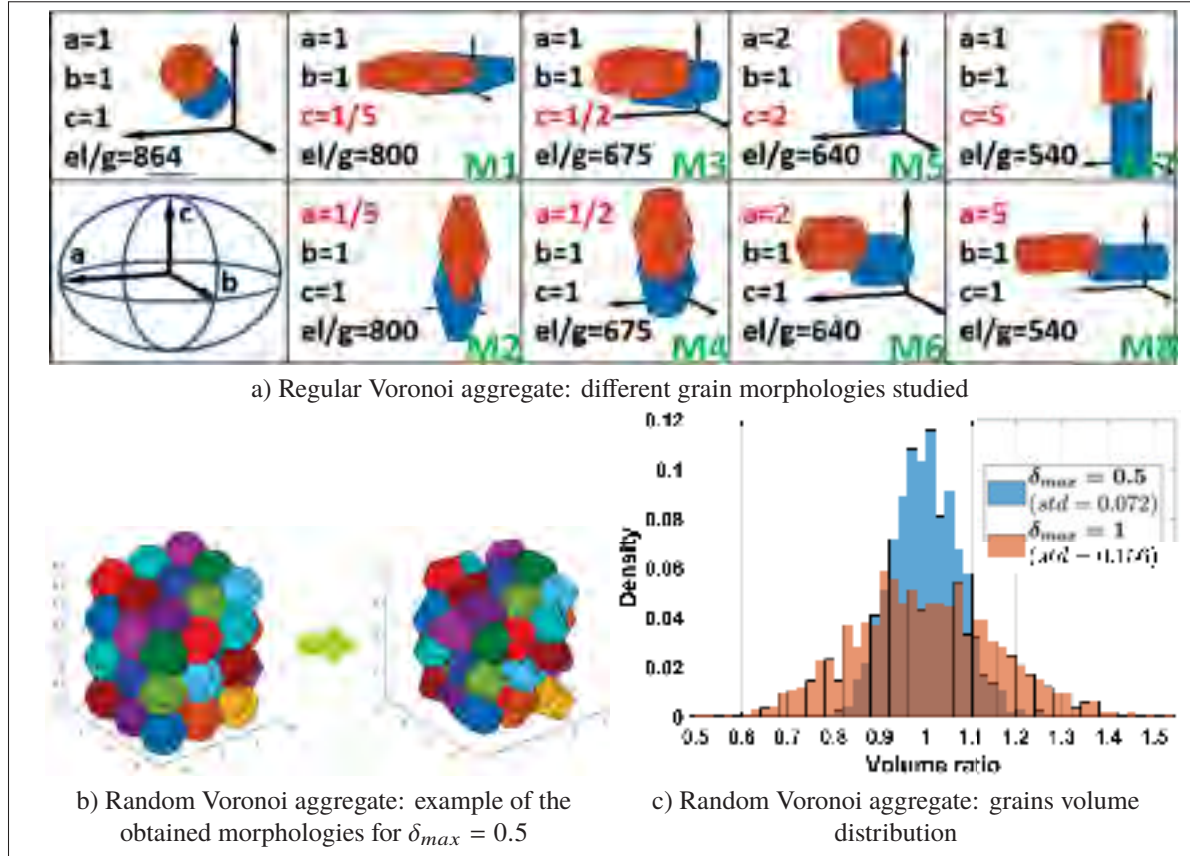 a=1
b=1
c=1
el/g=864
a=1
b=1
c=1/5
el/g=800
M1
a=1
b=1
c=1/2
el/g=675
M3
a=2
b=1
c=2
el/g=640
M5
a=1
b=1
c=5
el/g=540
a
b
c
a=1/5
b=1
c=1
el/g=800
M2
a=1/2
b=1
c=1
el/g=675
M4
a=2
b=1
c=1
el/g=640
M6
a=5
b=1
c=1
el/g=540
M8
a) Regular Voronoi aggregate: different grain morphologies studied
0.12
0.1
0.08
0.06
0.04
0.02
0
Density
δmax = 0.5
(std = 0.072)
δmax = 1
0.5 0.6 0.7 0.8 0.9 1 1.1 1.2 1.3 1.4 1.5
Volume ratio
b) Random Voronoi aggregate: example of the
obtained morphologies for δmax = 0.5
c) Random Voronoi aggregate: grains volume
distribution